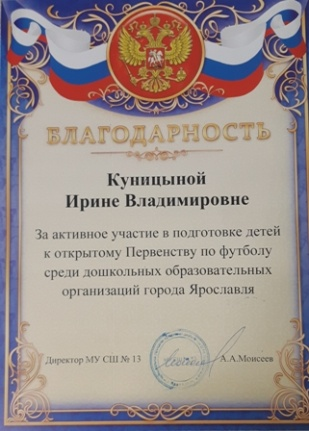 БЛАГОДАРНОСТЬ
Куницыной
Ирине Владимировне
За активное участие в подготовке детей
к открытому Первенству по футболу
среди дошкольных образовательных
организаций города Ярославля
Директор МУ СШ № 13 А.А.Моисеев